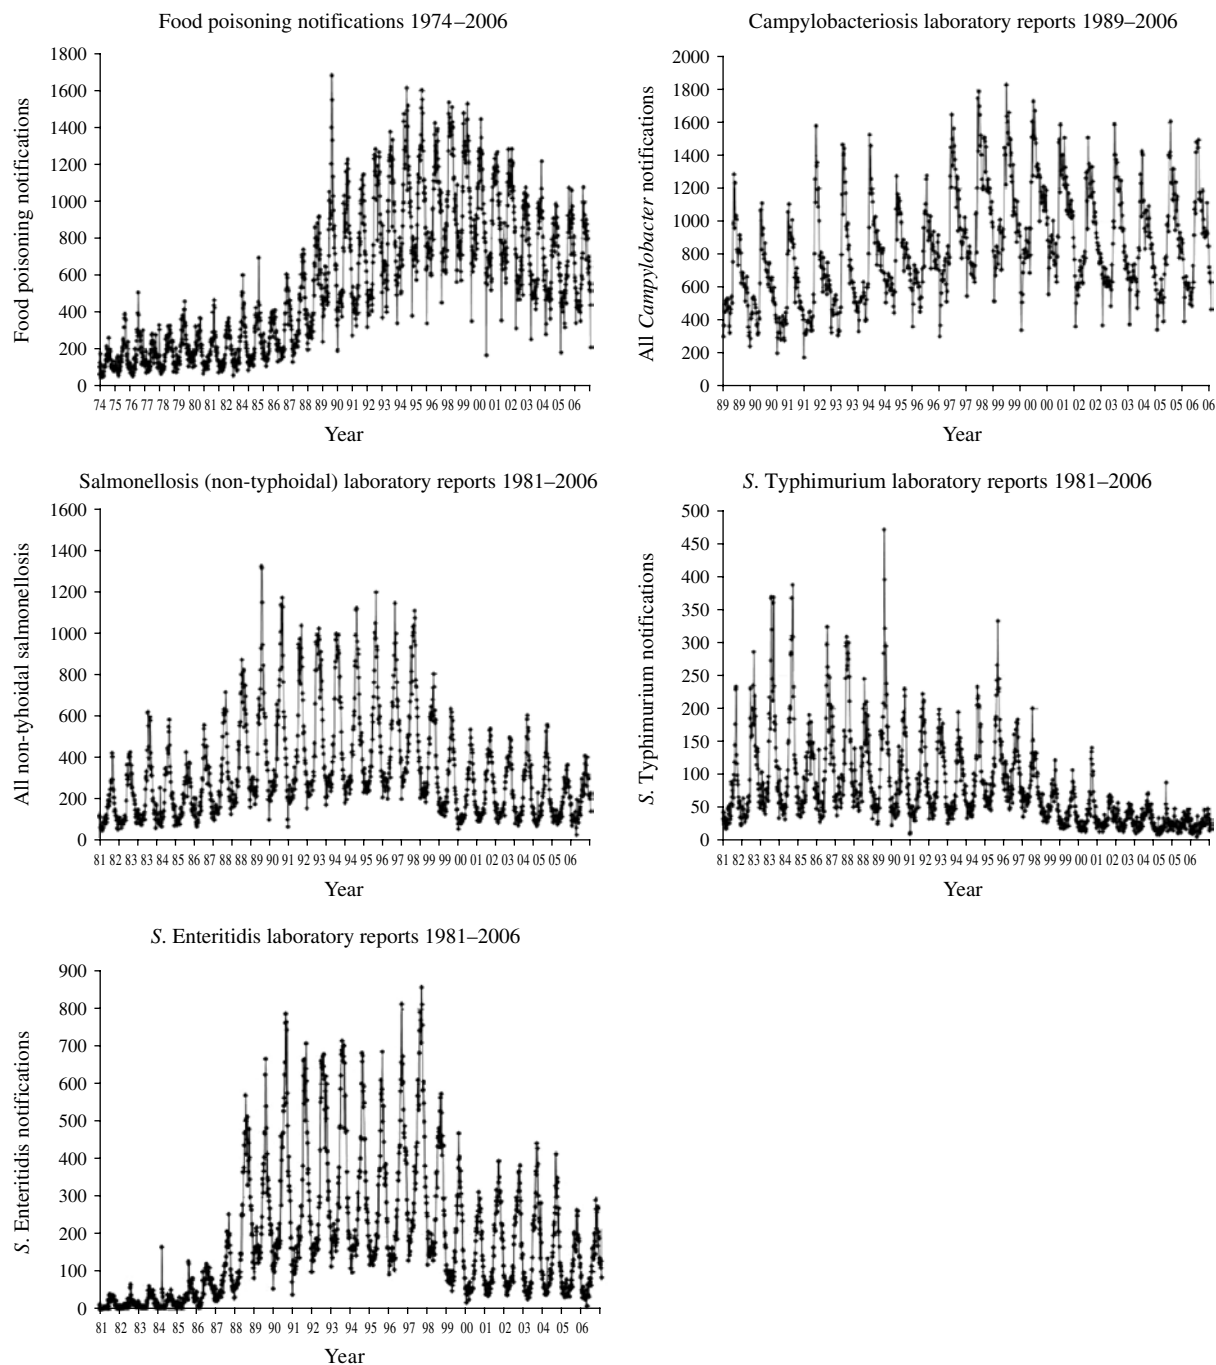 Food poisoning notifications 1974–2006
Food poisoning notifications
1800
1600
1400
1200
1000
800
600
400
200
0
74 75 76 77 78 79 80 81 82 83 84 85 86 87 88 89 90 91 92 93 94 95 96 98 99 00 01 02 03 04 05 06
Year
Campylobacteriosis laboratory reports 1989–2006
All Campylobacter notifications
2000
1800
1600
1400
1200
1000
800
600
400
200
0
89 89 90 90 91 91 92 92 93 93 94 94 95 96 96 97 97 98 99 99 00 00 01 02 02 03 03 04 05 05 06 06
Year
Salmonellosis (non-typhoidal) laboratory reports 1981–2006
All non-tyhoidal salmonellosis
1600
1400
1200
1000
800
600
400
200
0
81 82 83 83 84 85 86 87 88 88 89 90 91 92 93 94 94 95 96 97 98 99 99 00 01 02 03 04 05 06
Year
S. Typhimurium laboratory reports 1981–2006
S. Typhimurium notifications
500
450
400
350
300
250
200
150
100
50
0
81 82 83 83 84 85 86 87 88 88 89 90 91 92 93 94 94 95 96 97 98 99 99 00 01 02 03 04 05 05 06
Year
S. Enteritidis laboratory reports 1981–2006
S. Enteritidis notifications
900
800
700
600
500
400
300
200
100
0
81 82 83 84 85 86 87 88 89 90 91 92 93 94 95 96 97 98 99 00 01 02 03 04 05 06
Year